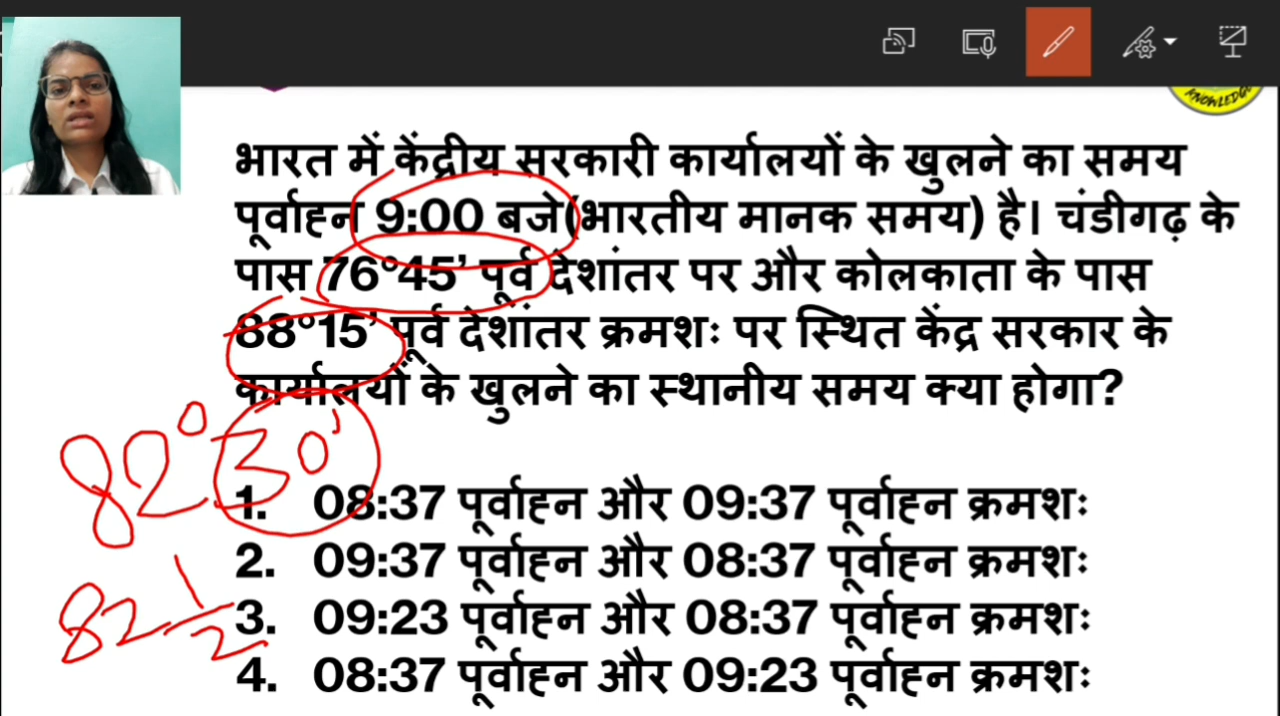 KNOWLEDGE
भारत में केंद्रीय सरकारी कार्यालयों के खुलने का समय
पूर्वाह्न 9:00 बजे(भारतीय मानक समय) है। चंडीगढ़ के
पास 76°45’ पूर्व देशांतर पर और कोलकाता के पास
88°15’ पूर्व देशांतर क्रमशः पर स्थित केंद्र सरकार के
कार्यालयों के खुलने का स्थानीय समय क्या होगा?
82°30'
1. 08:37 पूर्वाह्न और 09:37 पूर्वाह्न क्रमशः
2. 09:37 पूर्वाह्न और 08:37 पूर्वाह्न क्रमशः
82 1/2
3. 09:23 पूर्वाह्न और 08:37 पूर्वाह्न क्रमशः
4. 08:37 पूर्वाह्न और 09:23 पूर्वाह्न क्रमशः